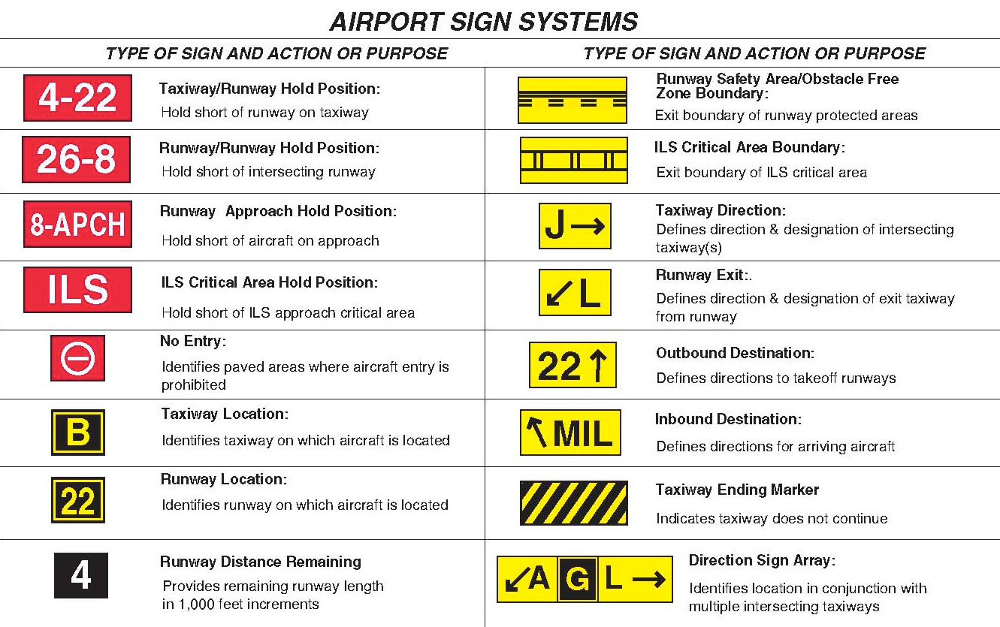 AIRPORT SIGN SYSTEMS
TYPE OF SIGN AND ACTION OR PURPOSE
TYPE OF SIGN AND ACTION OR PURPOSE
4-22
Taxiway/Runway Hold Position:
Hold short of runway on taxiway
26-8
Runway/Runway Hold Position:
Hold short of intersecting runway
8-APCH
Runway Approach Hold Position:
Hold short of aircraft on approach
ILS
ILS Critical Area Hold Position:
Hold short of ILS approach critical area
No Entry:
Identifies paved areas where aircraft entry is
prohibited
B
Taxiway Location:
Identifies taxiway on which aircraft is located
22
Runway Location:
Identifies runway on which aircraft is located
4
Runway Distance Remaining
Provides remaining runway length
in 1,000 feet increments
Runway Safety Area/Obstacle Free
Zone Boundary:
Exit boundary of runway protected areas
ILS Critical Area Boundary:
Exit boundary of ILS critical area
J→
Taxiway Direction:
Defines direction & designation of intersecting
taxiway(s)
↙L
Runway Exit:.
Defines direction & designation of exit taxiway
from runway
22↑
Outbound Destination:
Defines directions to takeoff runways
↖MIL
Inbound Destination:
Defines directions for arriving aircraft
Taxiway Ending Marker
Indicates taxiway does not continue
↙A G L→
Direction Sign Array:
Identifies location in conjunction with
multiple intersecting taxiways